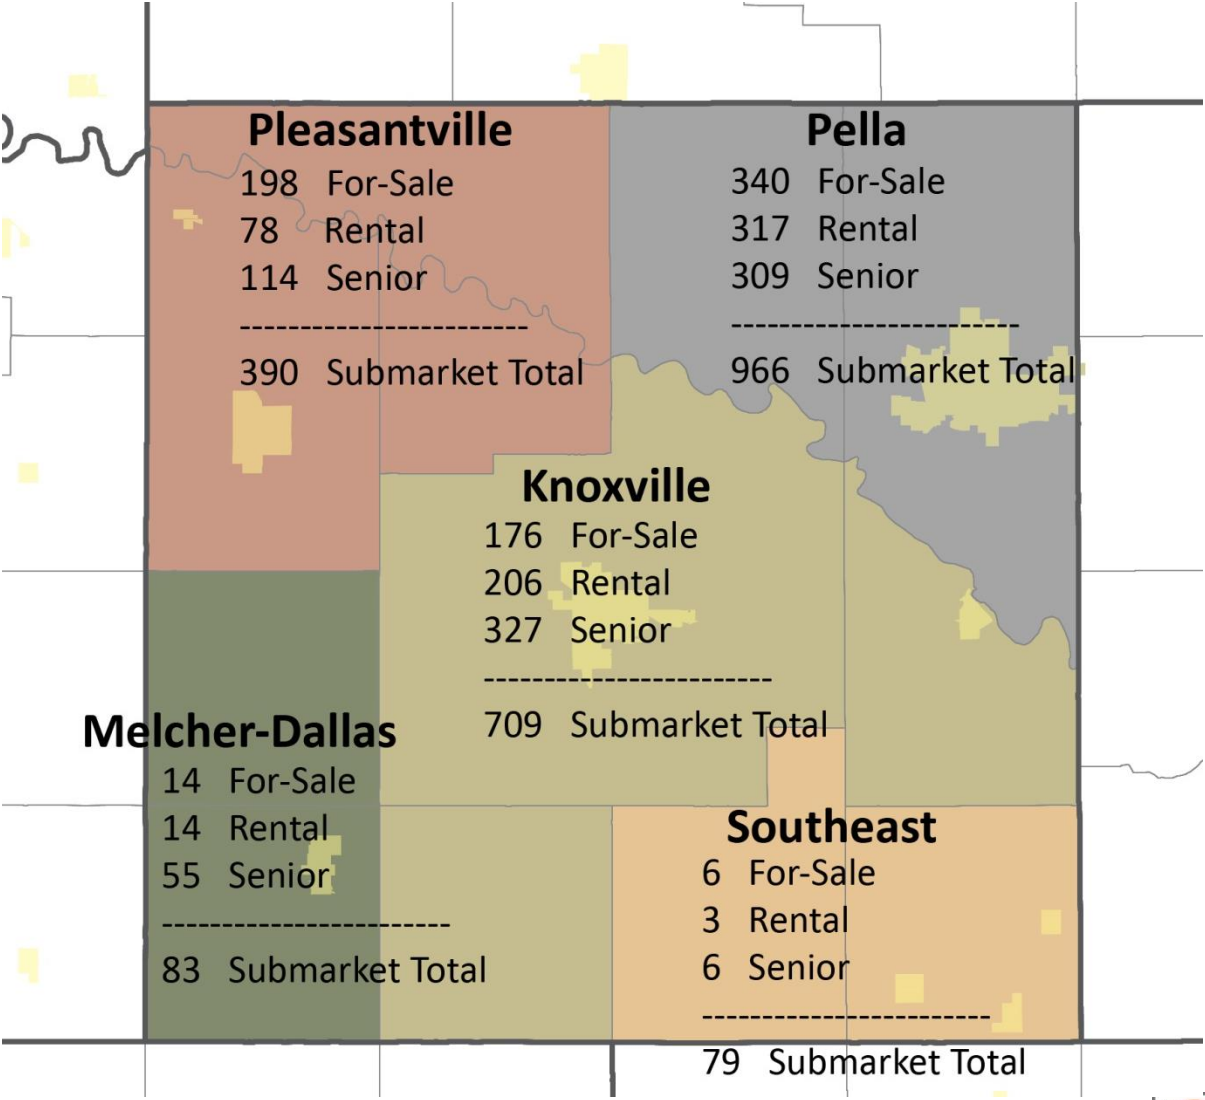 Pleasantville
198 For-Sale
78 Rental
114 Senior
------------------------
390 Submarket Total
Pella
340 For-Sale
317 Rental
309 Senior
------------------------
966 Submarket Total
Knoxville
176 For-Sale
206 Rental
327 Senior
------------------------
709 Submarket Total
Melcher-Dallas
14 For-Sale
14 Rental
55 Senior
------------------------
83 Submarket Total
Southeast
6 For-Sale
3 Rental
6 Senior
------------------------
79 Submarket Total